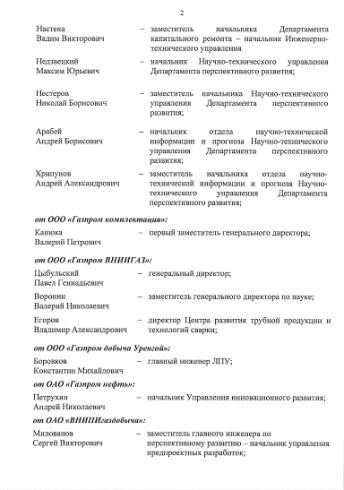 2
Настека – заместитель начальника Департамента
Вадим Викторович капитального ремонта – начальник Инженерно-
технического управления
Недзвецкий – начальник Научно-технического управления
Максим Юрьевич Департамента перспективного развития;
Нестеров – заместитель начальника Научно-технического
Николай Борисович управления Департамента перспективного
развития;
Арабей – начальник отдела научно-технической
Андрей Борисович информации и прогноза Научно-технического
управления Департамента перспективного
развития;
Хрипунов – заместитель начальника отдела научно-
Андрей Александрович технической информации и прогноза Научно-
технического управления Департамента
перспективного развития;
от ООО «Газпром комплектация»:
Канюка – первый заместитель генерального директора;
Валерий Петрович
от ООО «Газпром ВНИИГАЗ»:
Цыбульский – генеральный директор;
Павел Геннадьевич
Воронин – заместитель генерального директора по науке;
Валерий Николаевич
Егоров – директор Центра развития трубной продукции и
Владимир Александрович технологий сварки;
от ООО «Газпром добыча Уренгой»:
Боровков – главный инженер ЛПУ;
Константин Михайлович
от ОАО «Газпром нефть»:
Петрухин – начальник Управления инновационного развития;
Андрей Николаевич
от ОАО «ВНИПИгаздобыча»:
Милованов – заместитель главного инженера по
Сергей Викторович перспективному развитию – начальник управления
предпроектных разработок;